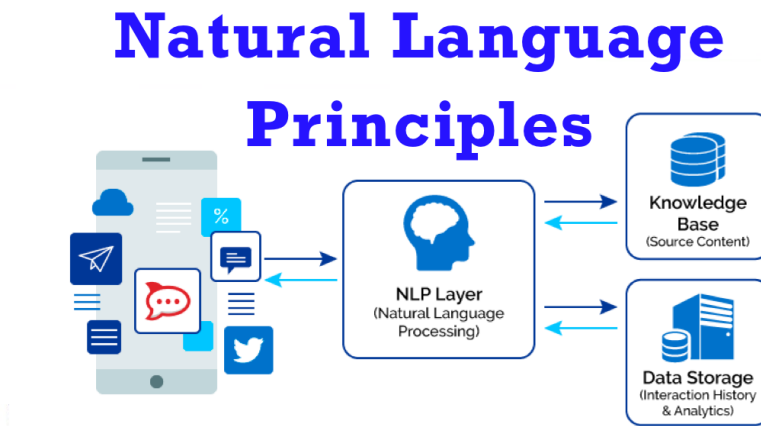 Natural Language
Principles
%
NLP Layer
(Natural Language
Processing)
Knowledge
Base
(Source Content)
Data Storage
(Interaction History
& Analytics)